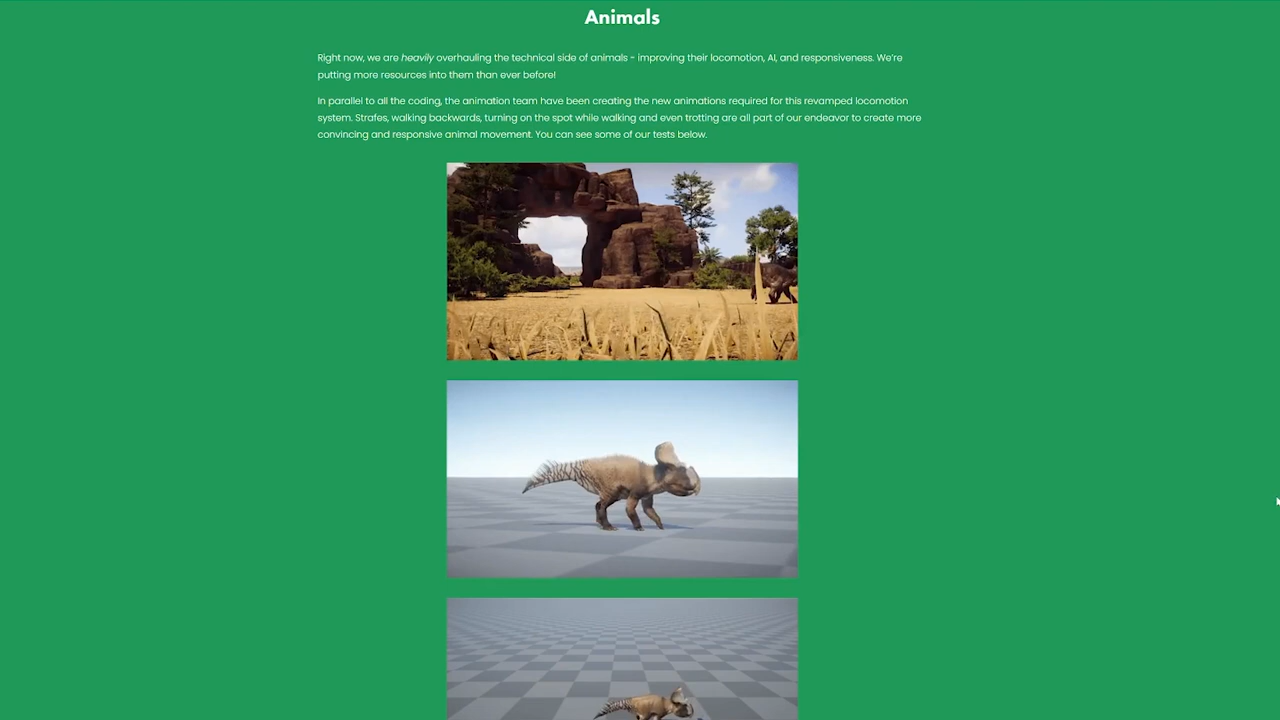 Animals
Right now, we are heavily overhauling the technical side of animals - improving their locomotion, AI, and responsiveness. We're
putting more resources into them than ever before!
In parallel to all the coding, the animation team have been creating the new animations required for this revamped locomotion
system. Strafes, walking backwards, turning on the spot while walking and even trotting are all part of our endeavor to create more
convincing and responsive animal movement. You can see some of our tests below.